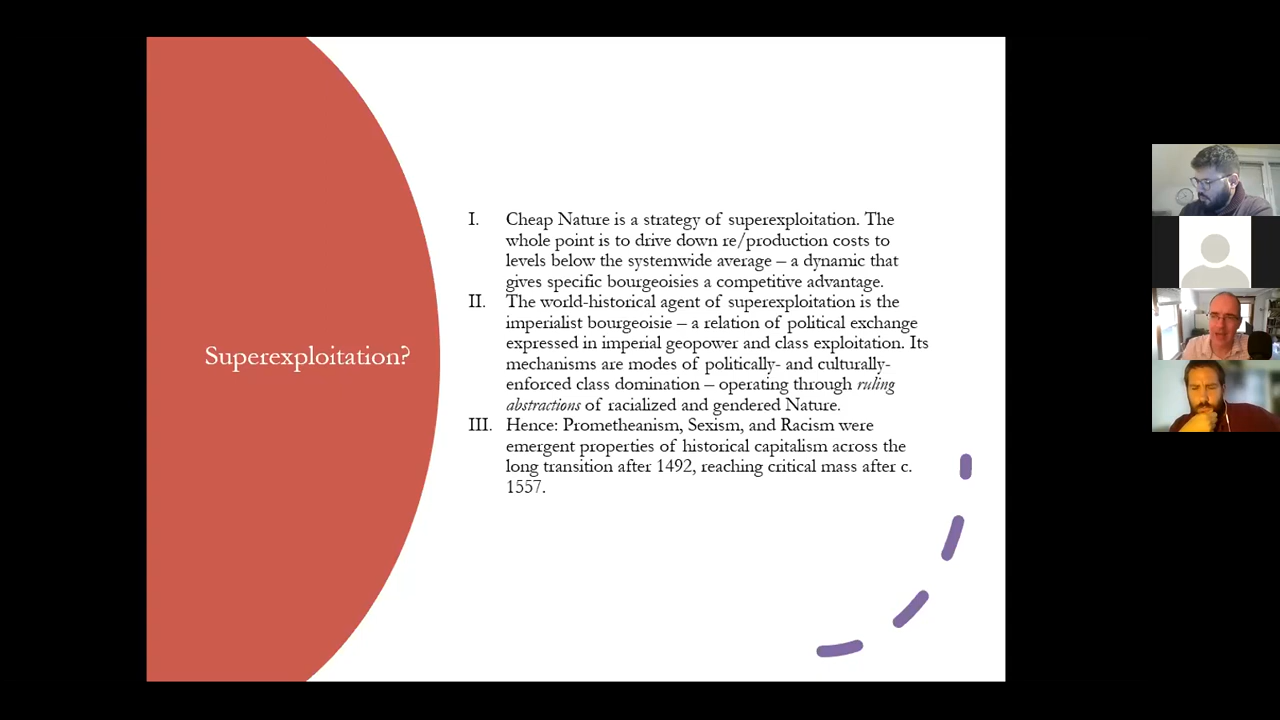 Superexploitation?
I. Cheap Nature is a strategy of superexploitation. The
whole point is to drive down re/production costs to
levels below the systemwide average – a dynamic that
gives specific bourgeoisies a competitive advantage.
II. The world-historical agent of superexploitation is the
imperialist bourgeoisie – a relation of political exchange
expressed in imperial geopower and class exploitation. Its
mechanisms are modes of politically- and culturally-
enforced class domination – operating through ruling
abstractions of racialized and gendered Nature.
III. Hence: Prometheanism, Sexism, and Racism were
emergent properties of historical capitalism across the
long transition after 1492, reaching critical mass after c.
1557.